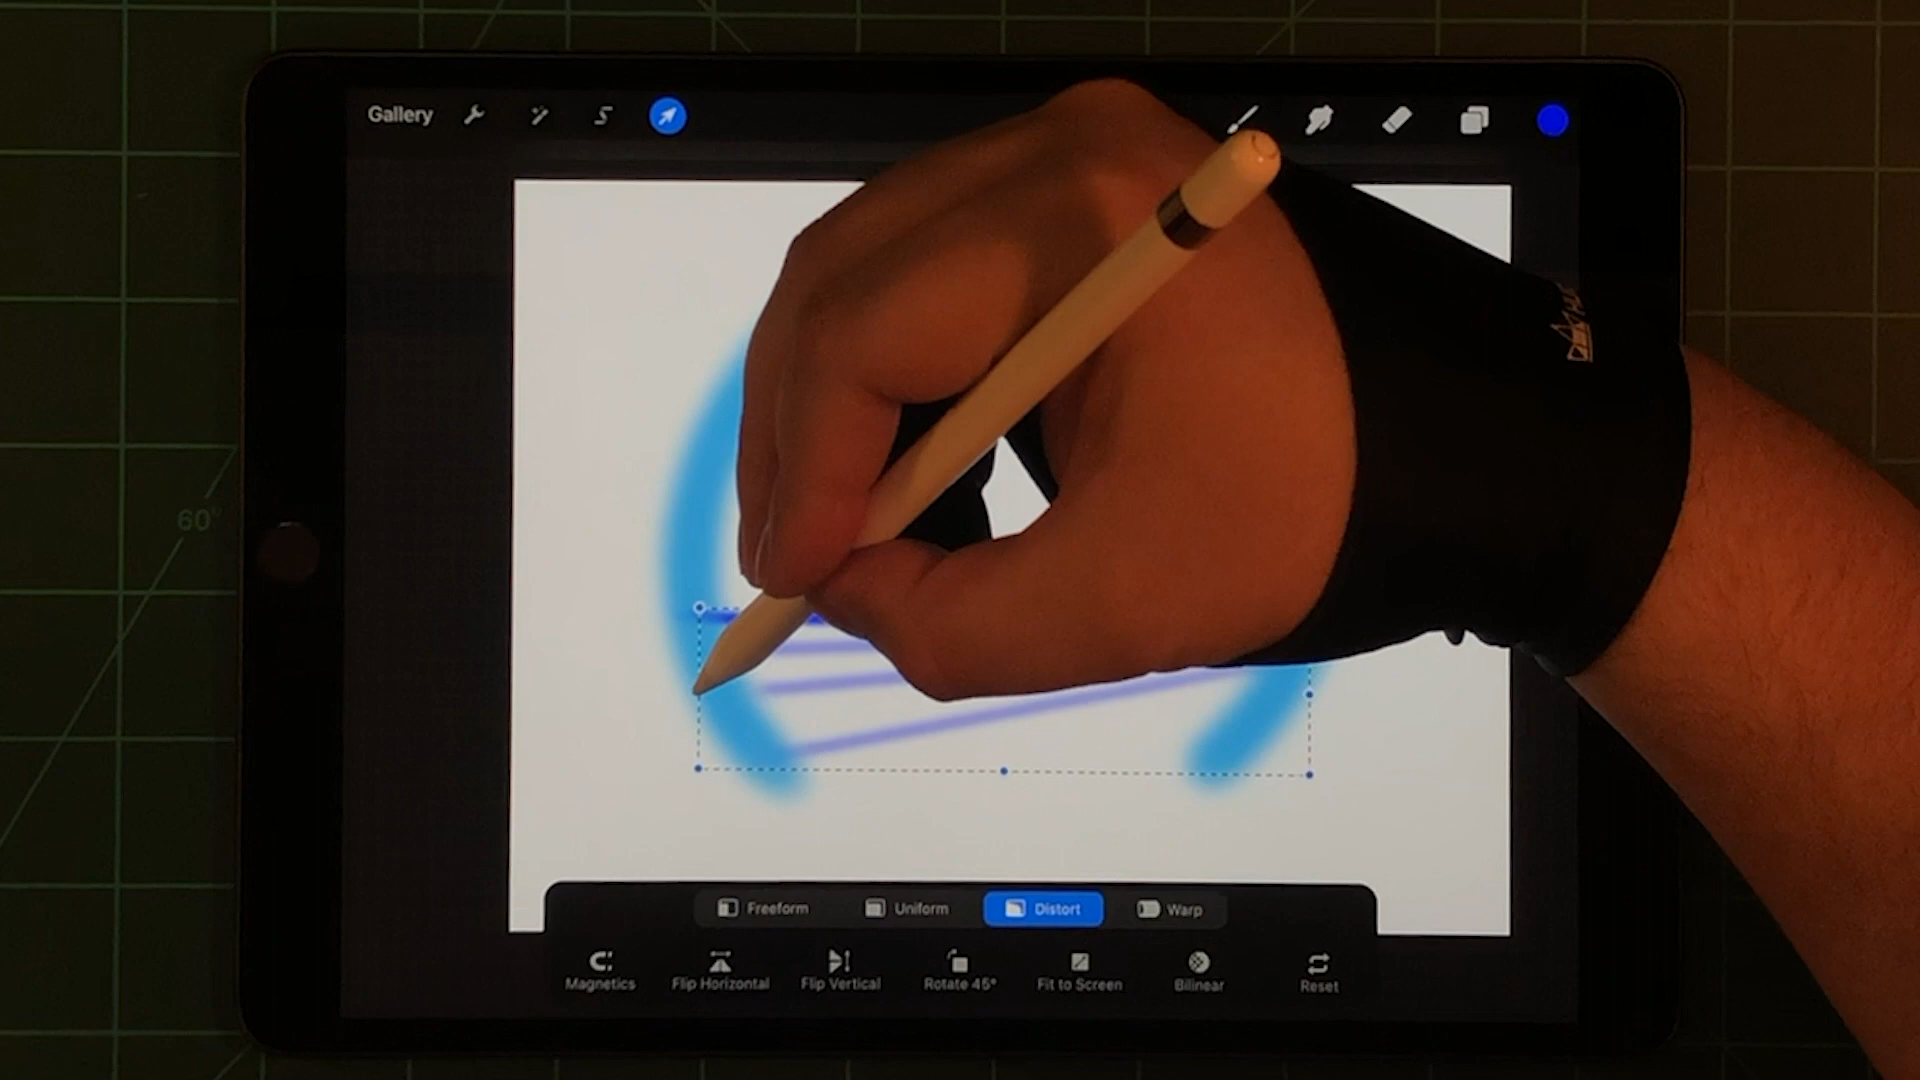 Gallery
60°
Freeform Uniform Distort Warp
Magnetics Flip Horizontal Flip Vertical Rotate 45° Fit to Screen Bilinear Reset